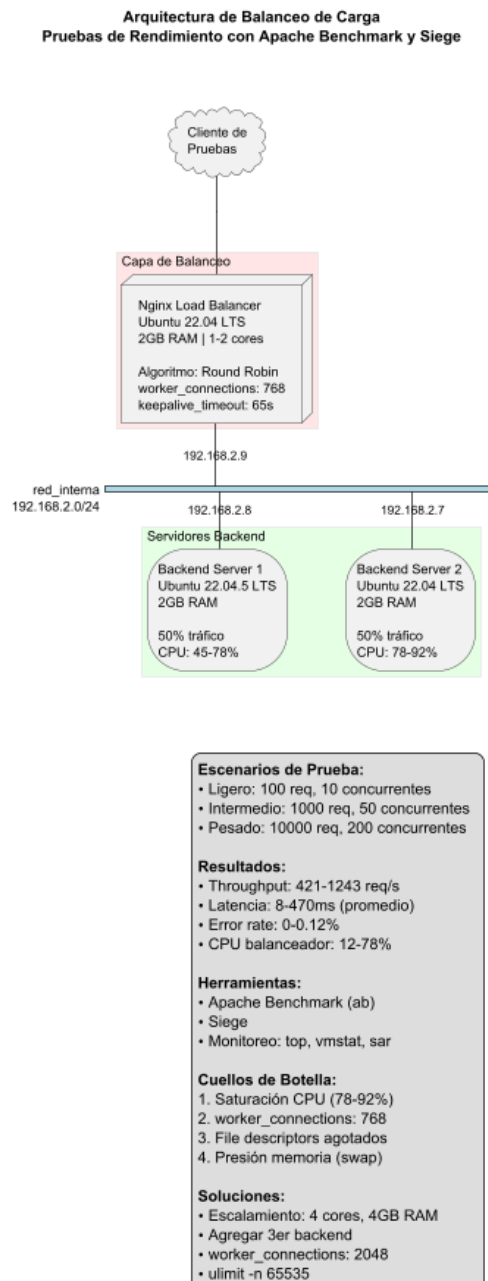 Arquitectura de Balanceo de Carga
Pruebas de Rendimiento con Apache Benchmark y Siege
Cliente de
Pruebas
Capa de Balanceo
Nginx Load Balancer
Ubuntu 22.04 LTS
2GB RAM | 1-2 cores
Algoritmo: Round Robin
worker_connections: 768
keepalive_timeout: 65s
192.168.2.9
red_interna
192.168.2.0/24
192.168.2.8
192.168.2.7
Servidores Backend
Backend Server 1
Ubuntu 22.04.5 LTS
2GB RAM
50% tráfico
CPU: 45-78%
Backend Server 2
Ubuntu 22.04 LTS
2GB RAM
50% tráfico
CPU: 78-92%
Escenarios de Prueba:
• Ligero: 100 req, 10 concurrentes
• Intermedio: 1000 req, 50 concurrentes
• Pesado: 10000 req, 200 concurrentes
Resultados:
• Throughput: 421-1243 req/s
• Latencia: 8-470ms (promedio)
• Error rate: 0-0.12%
• CPU balanceador: 12-78%
Herramientas:
• Apache Benchmark (ab)
• Siege
• Monitoreo: top, vmstat, sar
Cuellos de Botella:
1. Saturación CPU (78-92%)
2. worker_connections: 768
3. File descriptors agotados
4. Presión memoria (swap)
Soluciones:
• Escalamiento: 4 cores, 4GB RAM
• Agregar 3er backend
• worker_connections: 2048
• ulimit -n 65535